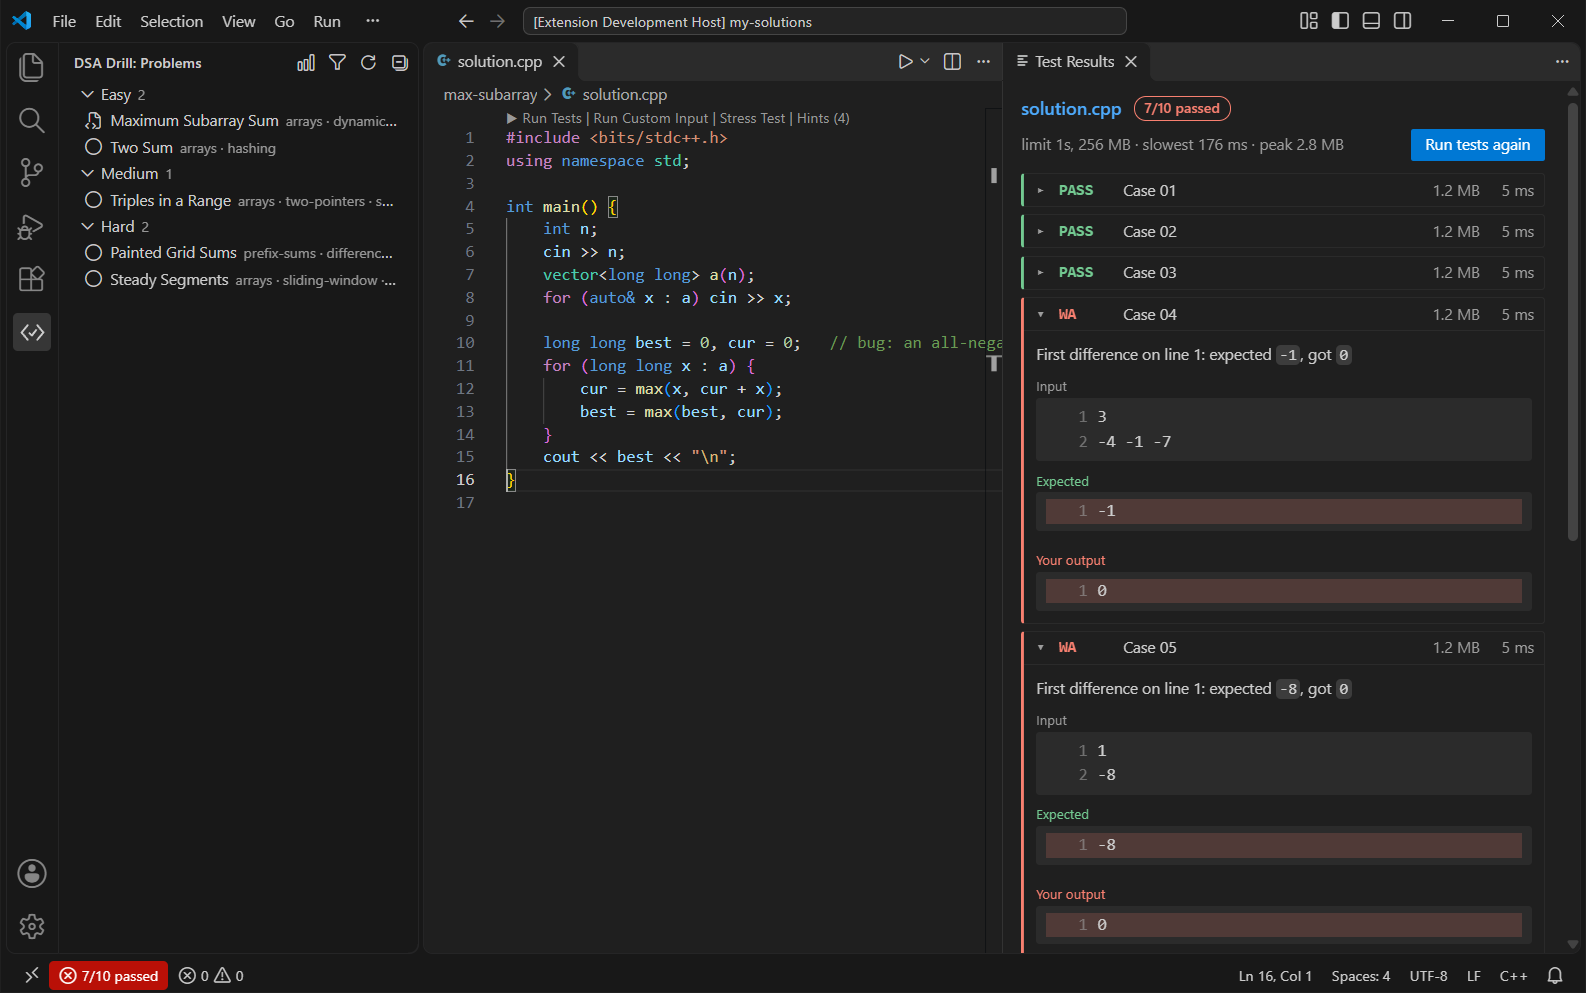 File Edit Selection View Go Run ···
[Extension Development Host] my-solutions
DSA Drill: Problems
Easy 2
Maximum Subarray Sum arrays · dynamic...
Two Sum arrays · hashing
Medium 1
Triples in a Range arrays · two-pointers · s...
Hard 2
Painted Grid Sums prefix-sums · differenc...
Steady Segments arrays · sliding-window ·...
solution.cpp
max-subarray > solution.cpp
Run Tests | Run Custom Input | Stress Test | Hints (4)
1 #include <bits/stdc++.h>
2 using namespace std;
3
4 int main() {
5 int n;
6 cin >> n;
7 vector<long long> a(n);
8 for (auto& x : a) cin >> x;
9
10 long long best = 0, cur = 0; // bug: an all-nega
11 for (long long x : a) {
12 cur = max(x, cur + x);
13 best = max(best, cur);
14 }
15 cout << best << "\n";
16 }
17
Test Results
solution.cpp 7/10 passed
limit 1s, 256 MB · slowest 176 ms · peak 2.8 MB
Run tests again
PASS Case 01 1.2 MB 5 ms
PASS Case 02 1.2 MB 5 ms
PASS Case 03 1.2 MB 5 ms
WA Case 04 1.2 MB 5 ms
First difference on line 1: expected -1, got 0
Input
1 3
2 -4 -1 -7
Expected
1 -1
Your output
1 0
WA Case 05 1.2 MB 5 ms
First difference on line 1: expected -8, got 0
Input
1 1
2 -8
Expected
1 -8
Your output
1 0
7/10 passed 0 0
Ln 16, Col 1 Spaces: 4 UTF-8 LF C++